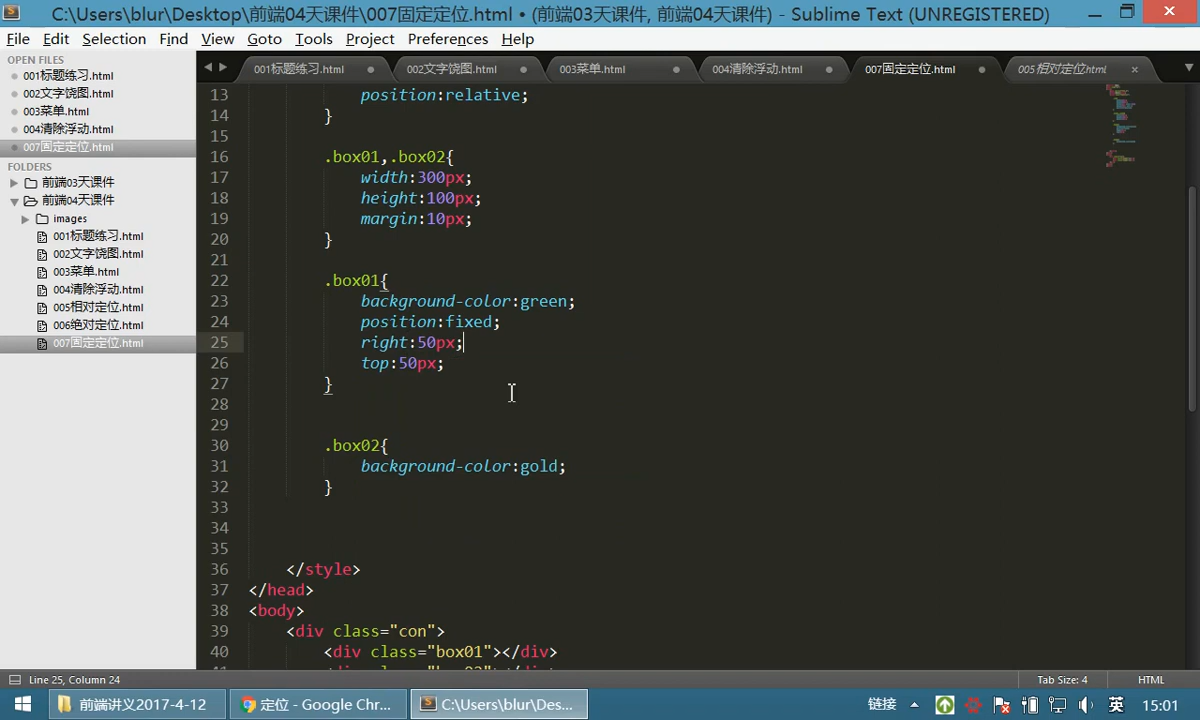 C:\Users\blur\Desktop\前端04天课件\007固定定位.html • (前端03天课件, 前端04天课件) - Sublime Text (UNREGISTERED)
File Edit Selection Find View Goto Tools Project Preferences Help
OPEN FILES
001标题练习.html
002文字饶图.html
003菜单.html
004清除浮动.html
007固定定位.html
FOLDERS
前端03天课件
前端04天课件
images
001标题练习.html
002文字饶图.html
003菜单.html
004清除浮动.html
005相对定位.html
006绝对定位.html
007固定定位.html
001标题练习.html 002文字饶图.html 003菜单.html 004清除浮动.html 007固定定位.html 005相对定位html
13 position:relative;
14 }
15
16 .box01,.box02{
17 width:300px;
18 height:100px;
19 margin:10px;
20 }
21
22 .box01{
23 background-color:green;
24 position:fixed;
25 right:50px;
26 top:50px;
27 }
28
29
30 .box02{
31 background-color:gold;
32 }
33
34
35
36 </style>
37 </head>
38 <body>
39 <div class="con">
40 <div class="box01"></div>
Line 25, Column 24 Tab Size: 4 HTML
前端讲义2017-4-12 定位 - Google Chr... C:\Users\blur\Des... 链接 英 15:01